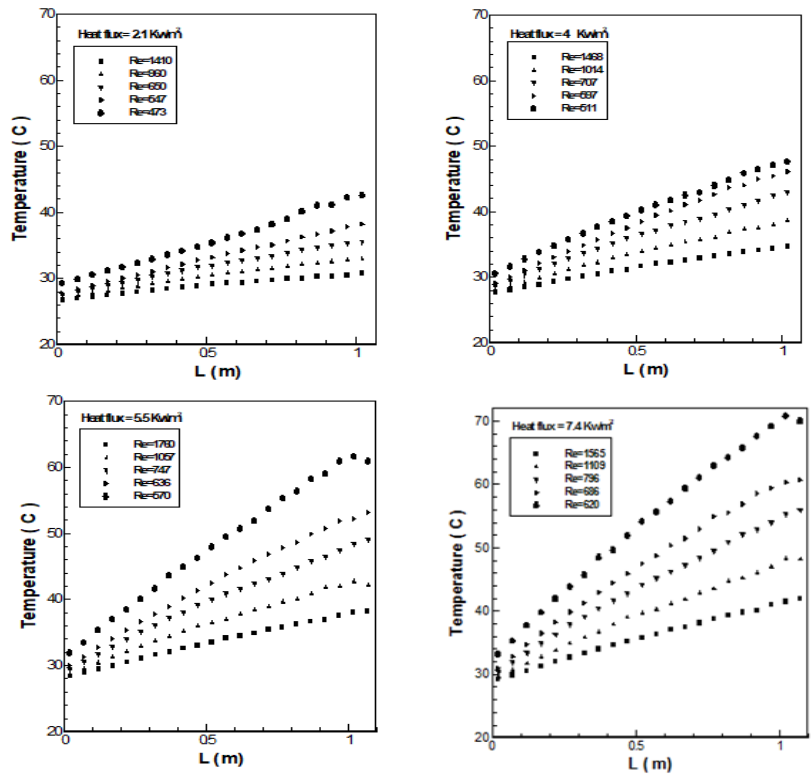 Heat flux = 2.1 Kw/m²
Re=1410
Re=960
Re=650
Re=547
Re=473
Temperature ( C )
70
60
50
40
30
20
0
0.5
1
L (m)
Heat flux = 4 Kw/m²
Re=1468
Re=1014
Re=707
Re=597
Re=511
Temperature ( C )
70
60
50
40
30
20
0
0.5
1
L (m)
Heat flux = 5.5 Kw/m²
Re=1760
Re=1057
Re=747
Re=636
Re=570
Temperature ( C )
70
60
50
40
30
20
0
0.5
1
L (m)
Heat flux = 7.4 Kw/m²
Re=1565
Re=1109
Re=796
Re=686
Re=620
Temperature ( C )
70
60
50
40
30
20
0
0.5
1
L (m)